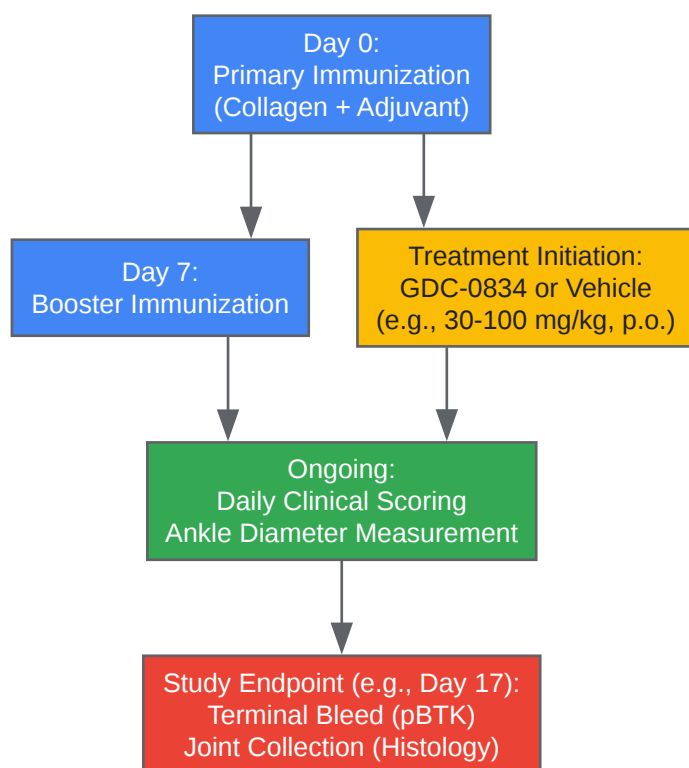 Day 0:
Primary Immunization
(Collagen + Adjuvant)
Day 7:
Booster Immunization
Treatment Initiation:
GDC-0834 or Vehicle
(e.g., 30-100 mg/kg, p.o.)
Ongoing:
Daily Clinical Scoring
Ankle Diameter Measurement
Study Endpoint (e.g., Day 17):
Terminal Bleed (pBTK)
Joint Collection (Histology)